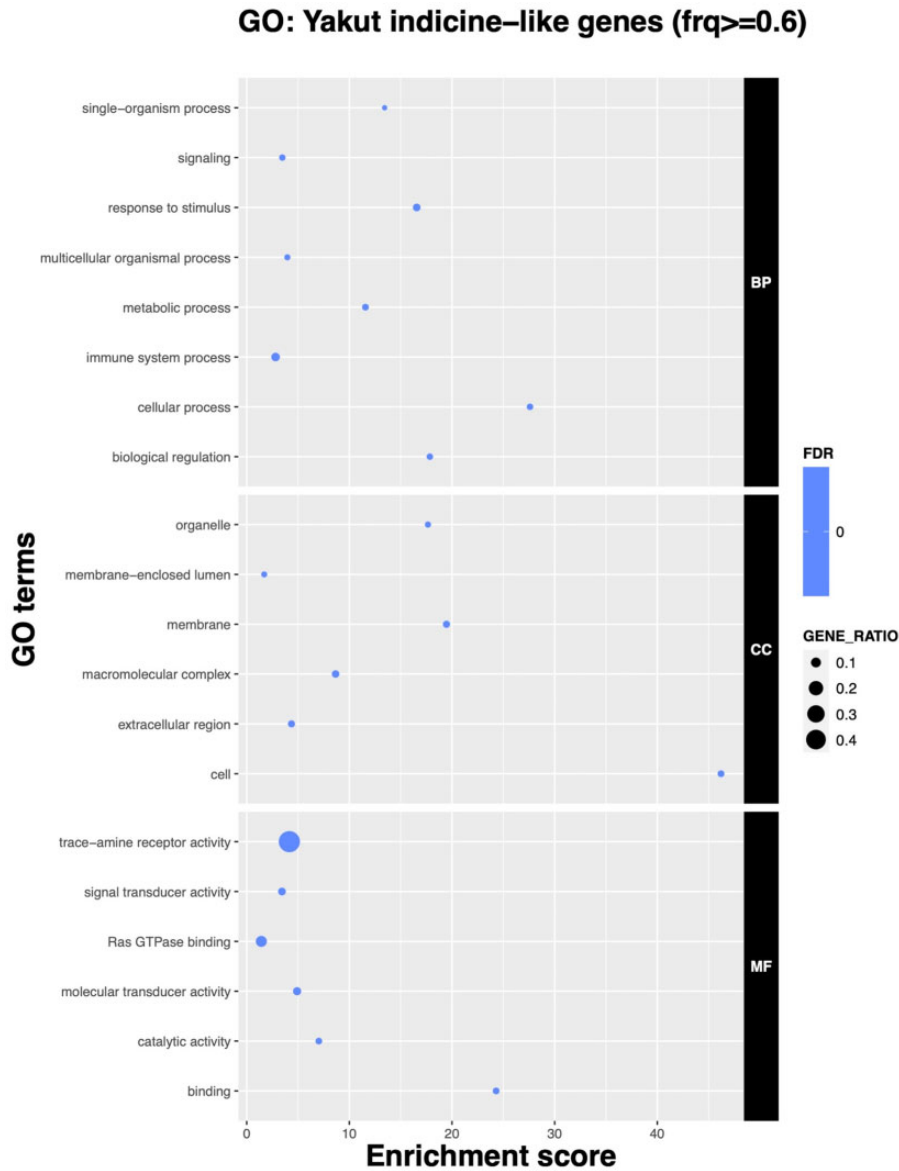 GO: Yakut indicine–like genes (frq>=0.6)
single–organism process
signaling
response to stimulus
multicellular organismal process
metabolic process
immune system process
cellular process
biological regulation
BP
organelle
membrane–enclosed lumen
membrane
macromolecular complex
extracellular region
cell
CC
trace–amine receptor activity
signal transducer activity
Ras GTPase binding
molecular transducer activity
catalytic activity
binding
MF
GO terms
0 10 20 30 40
Enrichment score
FDR
0
GENE_RATIO
0.1
0.2
0.3
0.4